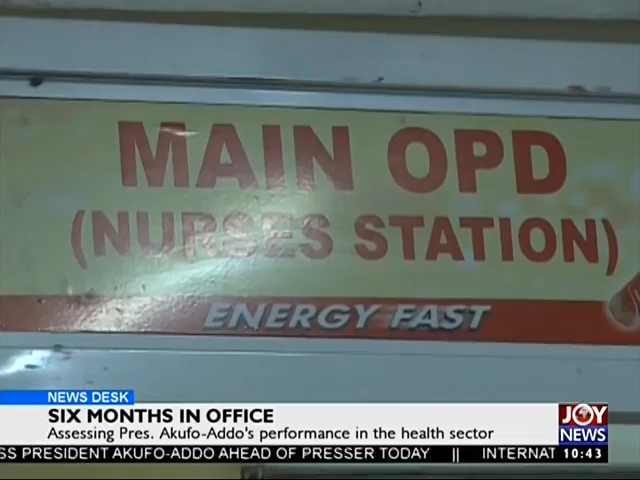 MAIN OPD
(NURSES STATION)
ENERGY FAST
NEWS DESK
SIX MONTHS IN OFFICE
Assessing Pres. Akufo-Addo's performance in the health sector
JOY
NEWS
SS PRESIDENT AKUFO-ADDO AHEAD OF PRESSER TODAY || INTERNAT
10:43